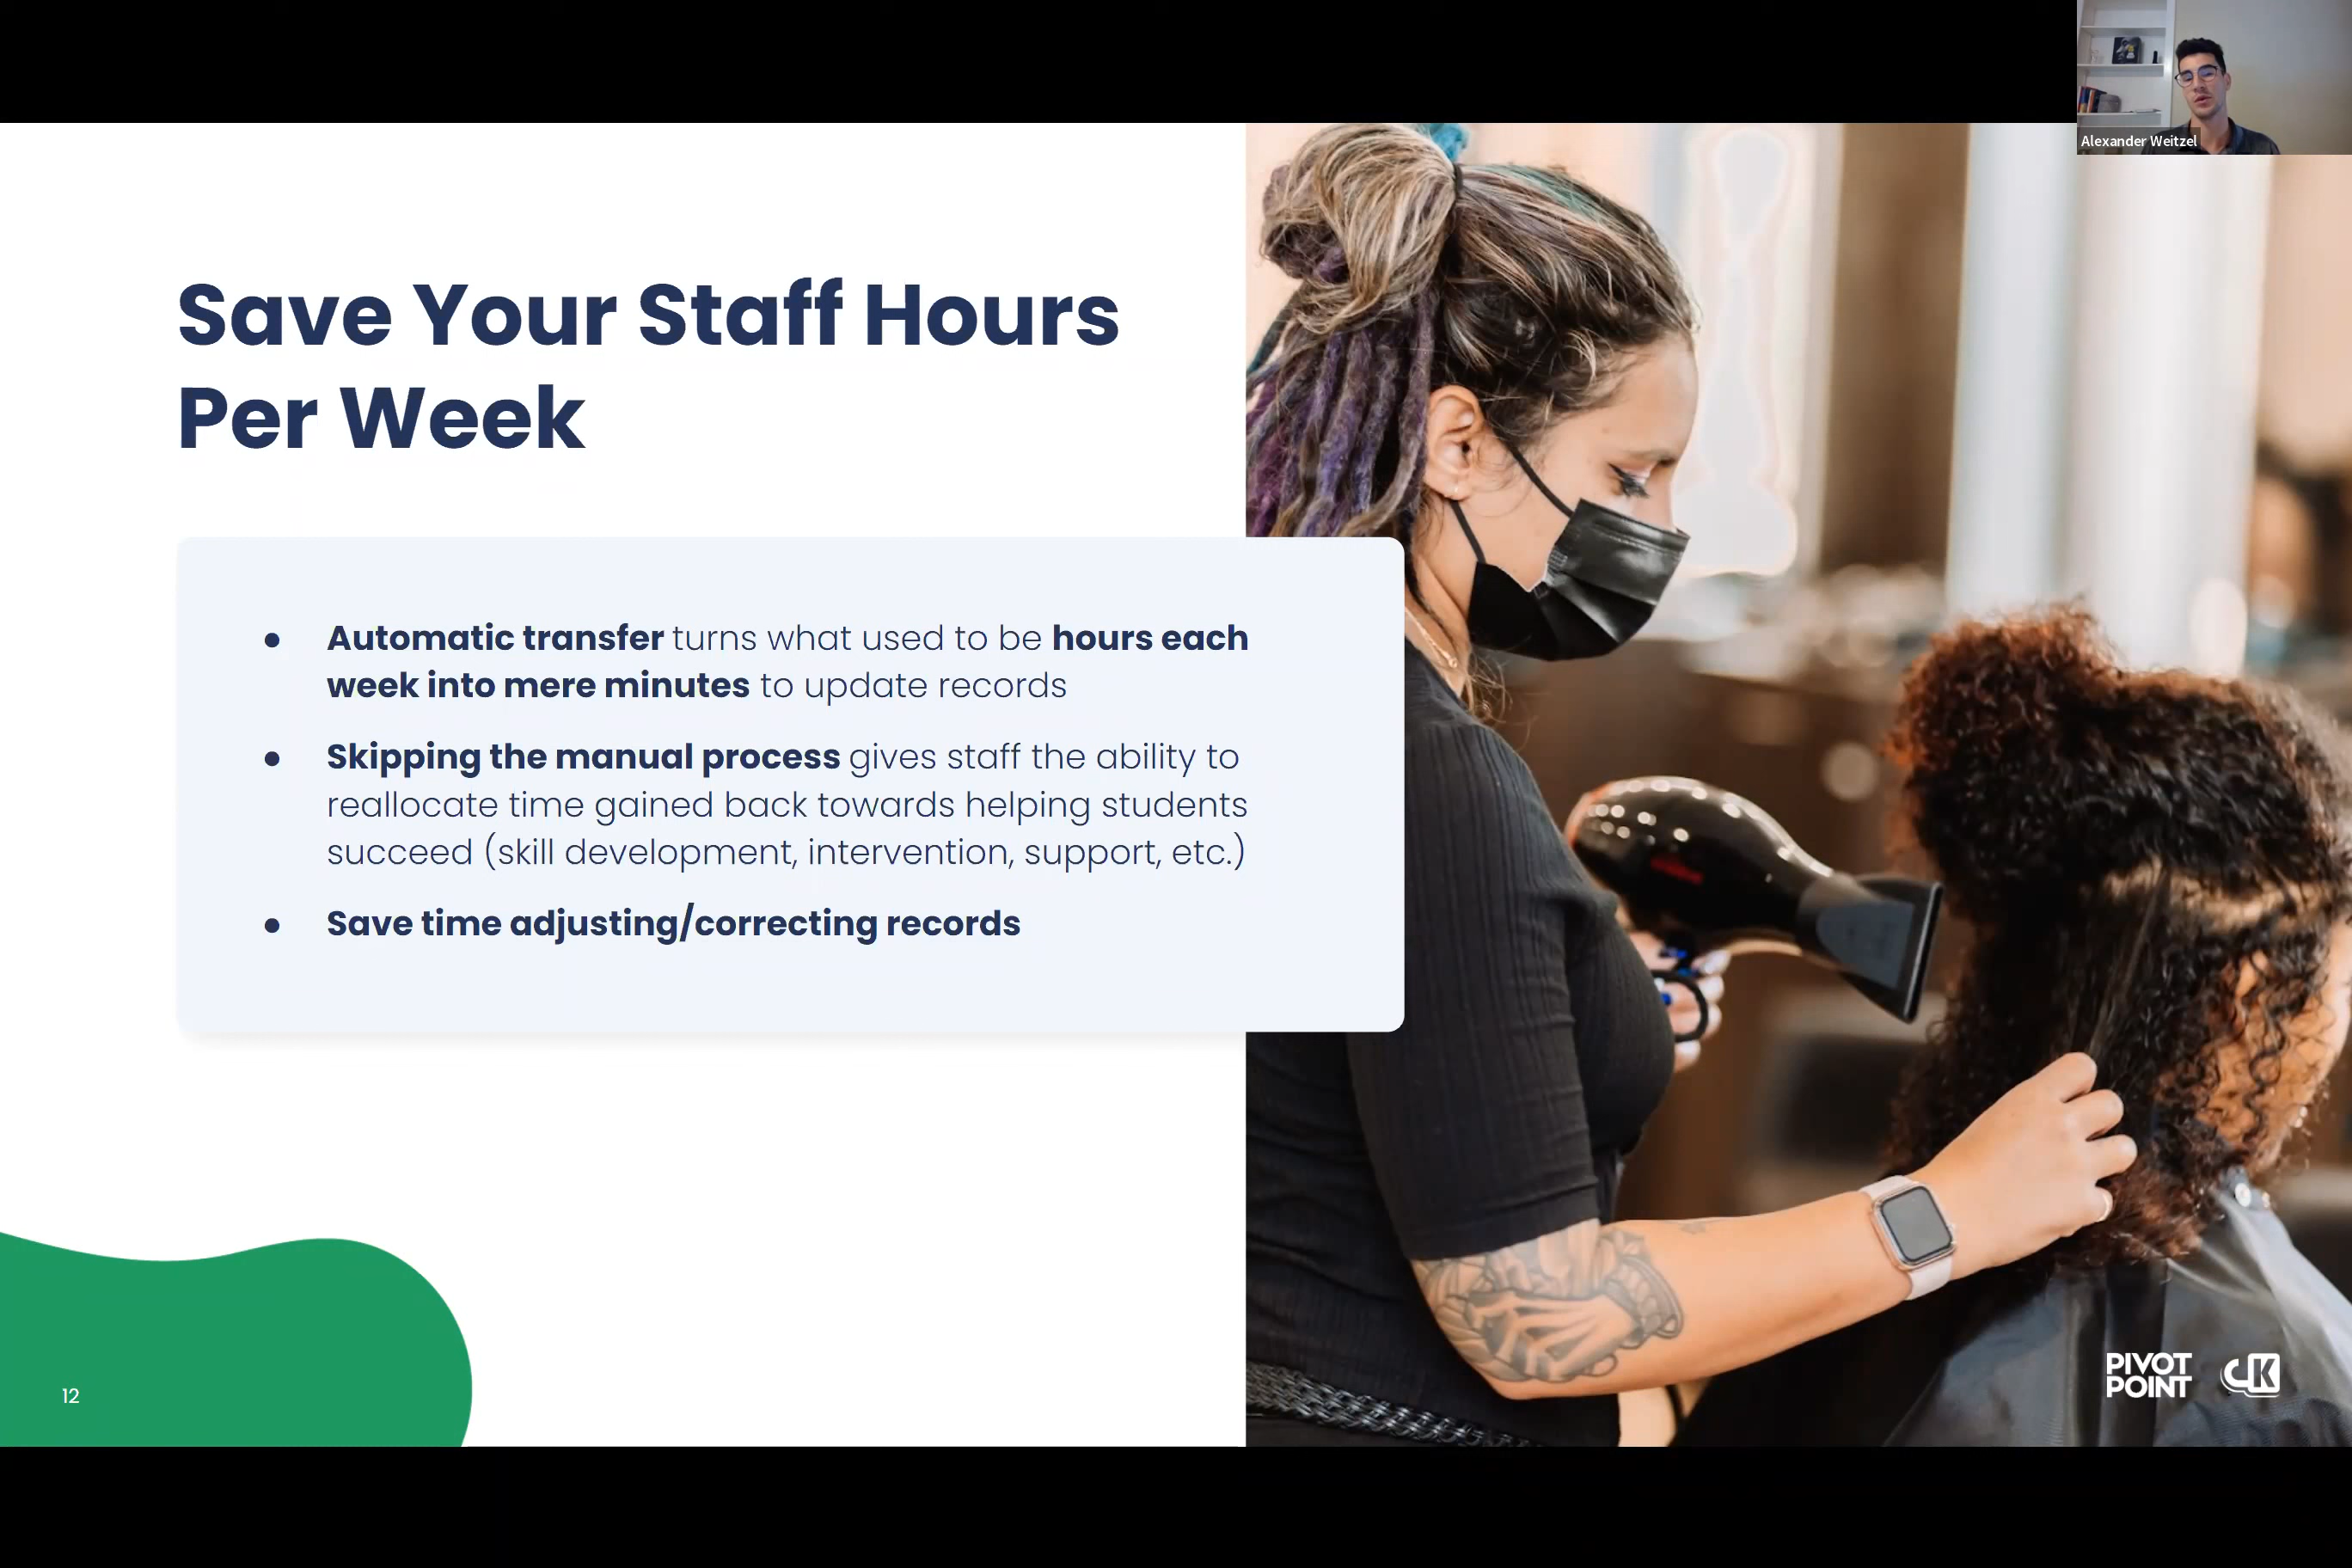 Alexander Weitzel
Save Your Staff Hours
Per Week
● Automatic transfer turns what used to be hours each
week into mere minutes to update records
● Skipping the manual process gives staff the ability to
reallocate time gained back towards helping students
succeed (skill development, intervention, support, etc.)
● Save time adjusting/correcting records
12
PIVOT
POINT
CK